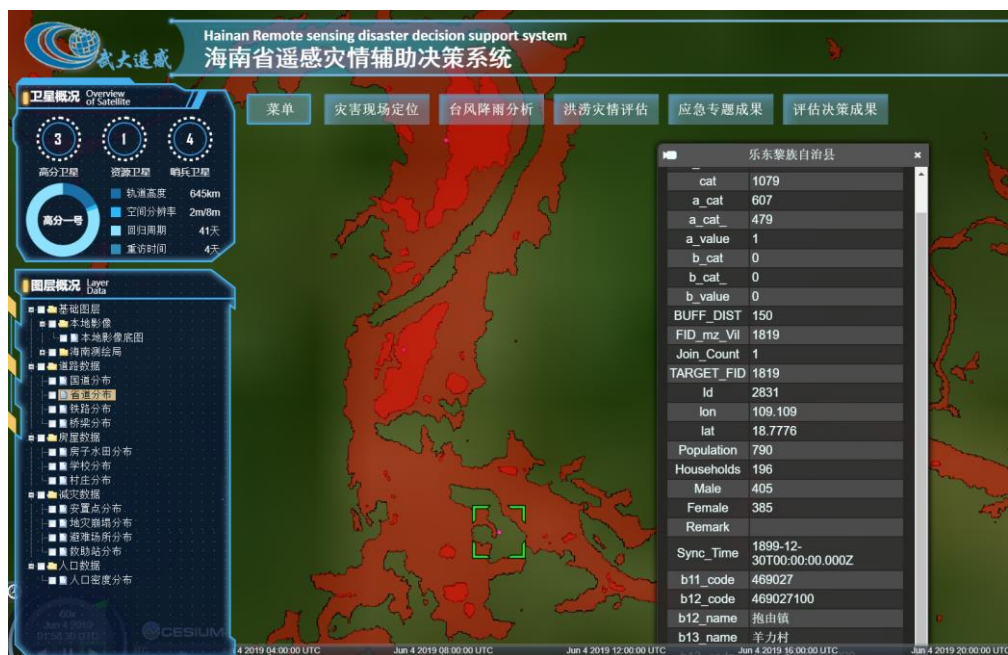 武大遥感
Hainan Remote sensing disaster decision support system
海南省遥感灾情辅助决策系统
卫星概况 Overview of Satellite
3 1 4
高分卫星 资源卫星 哨兵卫星
高分一号
轨道高度 645km
空间分辨率 2m/8m
回归周期 41天
重访时间 4天
菜单 灾害现场定位 台风降雨分析 洪涝灾情评估 应急专题成果 评估决策成果
图层概况 Layer Data
基础图层
本地影像
本地影像底图
海南测绘局
道路数据
国道分布
省道分布
铁路分布
桥梁分布
房屋数据
房子水田分布
学校分布
村庄分布
减灾数据
安置点分布
地灾崩塌分布
避难场所分布
救助站分布
人口数据
人口密度分布
乐东黎族自治县 ×
cat 1079
a_cat 607
a_cat_ 479
a_value 1
b_cat 0
b_cat_ 0
b_value 0
BUFF_DIST 150
FID_mz_Vil 1819
Join_Count 1
TARGET_FID 1819
Id 2831
lon 109.109
lat 18.7776
Population 790
Households 196
Male 405
Female 385
Remark
Sync_Time 1899-12-
30T00:00:00.000Z
b11_code 469027
b12_code 469027100
b12_name 抱由镇
b13_name 羊力村
60x
Jun 4 2019
CESIUM
4 2019 04:00:00 UTC Jun 4 2019 08:00:00 UTC Jun 4 2019 12:00:00 UTC Jun 4 2019 16:00:00 UTC Jun 4 2019 20:00:00 UTC